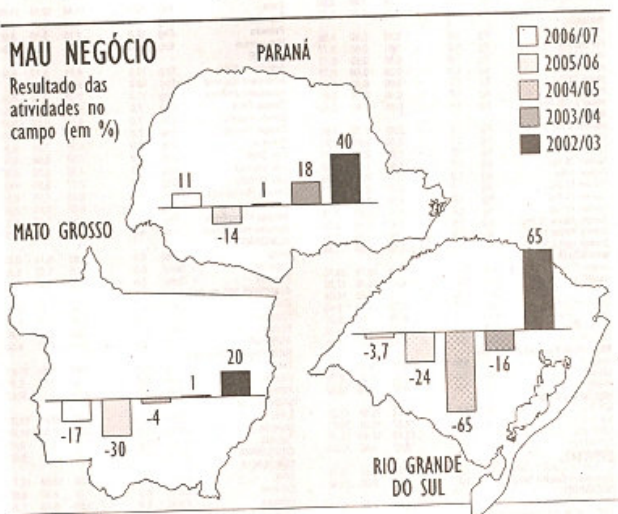 MAU NEGÓCIO
Resultado das
atividades no
campo (em %)
2006/07
2005/06
2004/05
2003/04
2002/03
PARANÁ
11
-14
1
18
40
MATO GROSSO
-17
-30
-4
1
20
65
-3,7
-24
-65
-16
RIO GRANDE
DO SUL